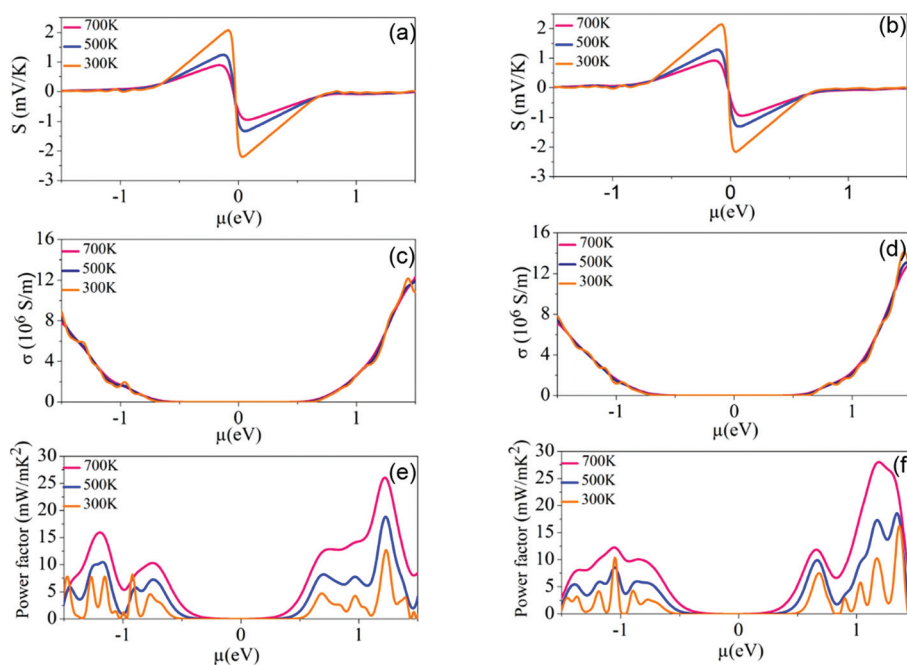 (a)
700K
500K
300K
S (mV/K)
2
1
0
-1
-2
-3
-1
0
1
μ(eV)
(b)
700K
500K
300K
S (mV/K)
2
1
0
-1
-2
-3
-1
0
1
μ(eV)
(c)
700K
500K
300K
σ (10⁶ S/m)
16
12
8
4
0
-1
0
1
μ(eV)
(d)
700K
500K
300K
σ (10⁶ S/m)
16
12
8
4
0
-1
0
1
μ(eV)
(e)
700K
500K
300K
Power factor (mW/mK²)
30
25
20
15
10
5
0
-1
0
1
μ(eV)
(f)
700K
500K
300K
Power factor (mW/mK²)
30
25
20
15
10
5
0
-1
0
1
μ(eV)